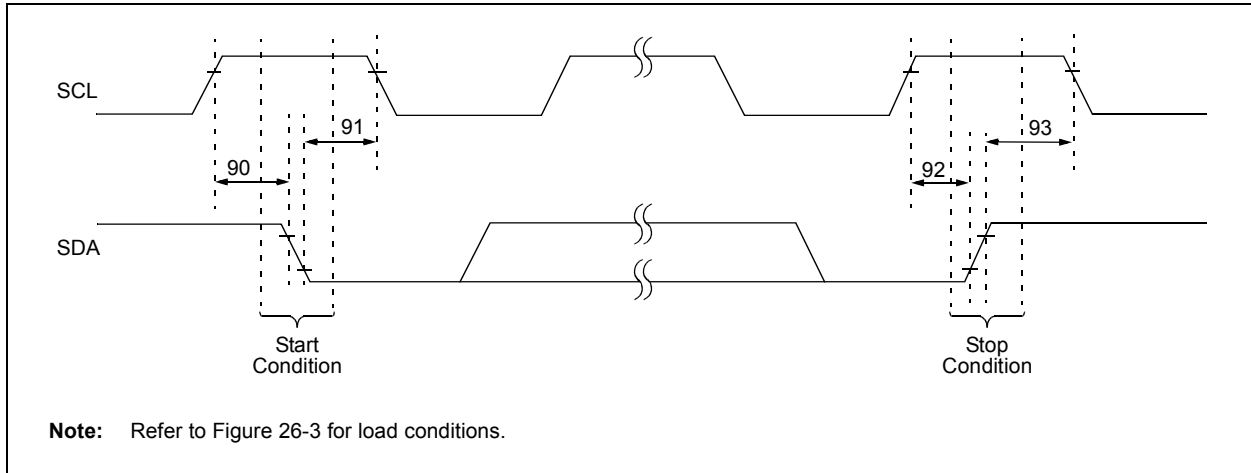 SCL
91
93
90
92
SDA
Start
Condition
Stop
Condition
Note: Refer to Figure 26-3 for load conditions.